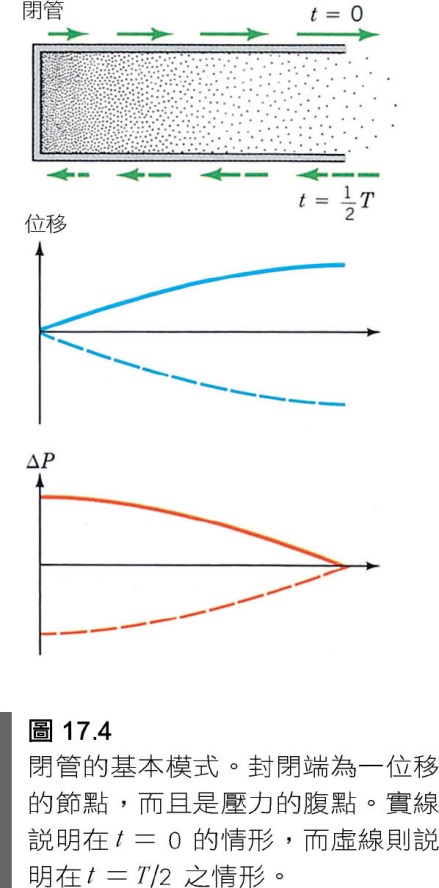 閉管
t = 0
t = 1/2 T
位移
ΔP
圖 17.4
閉管的基本模式。封閉端為一位移
的節點，而且是壓力的腹點。實線
說明在 t = 0 的情形，而虛線則說
明在 t = T/2 之情形。